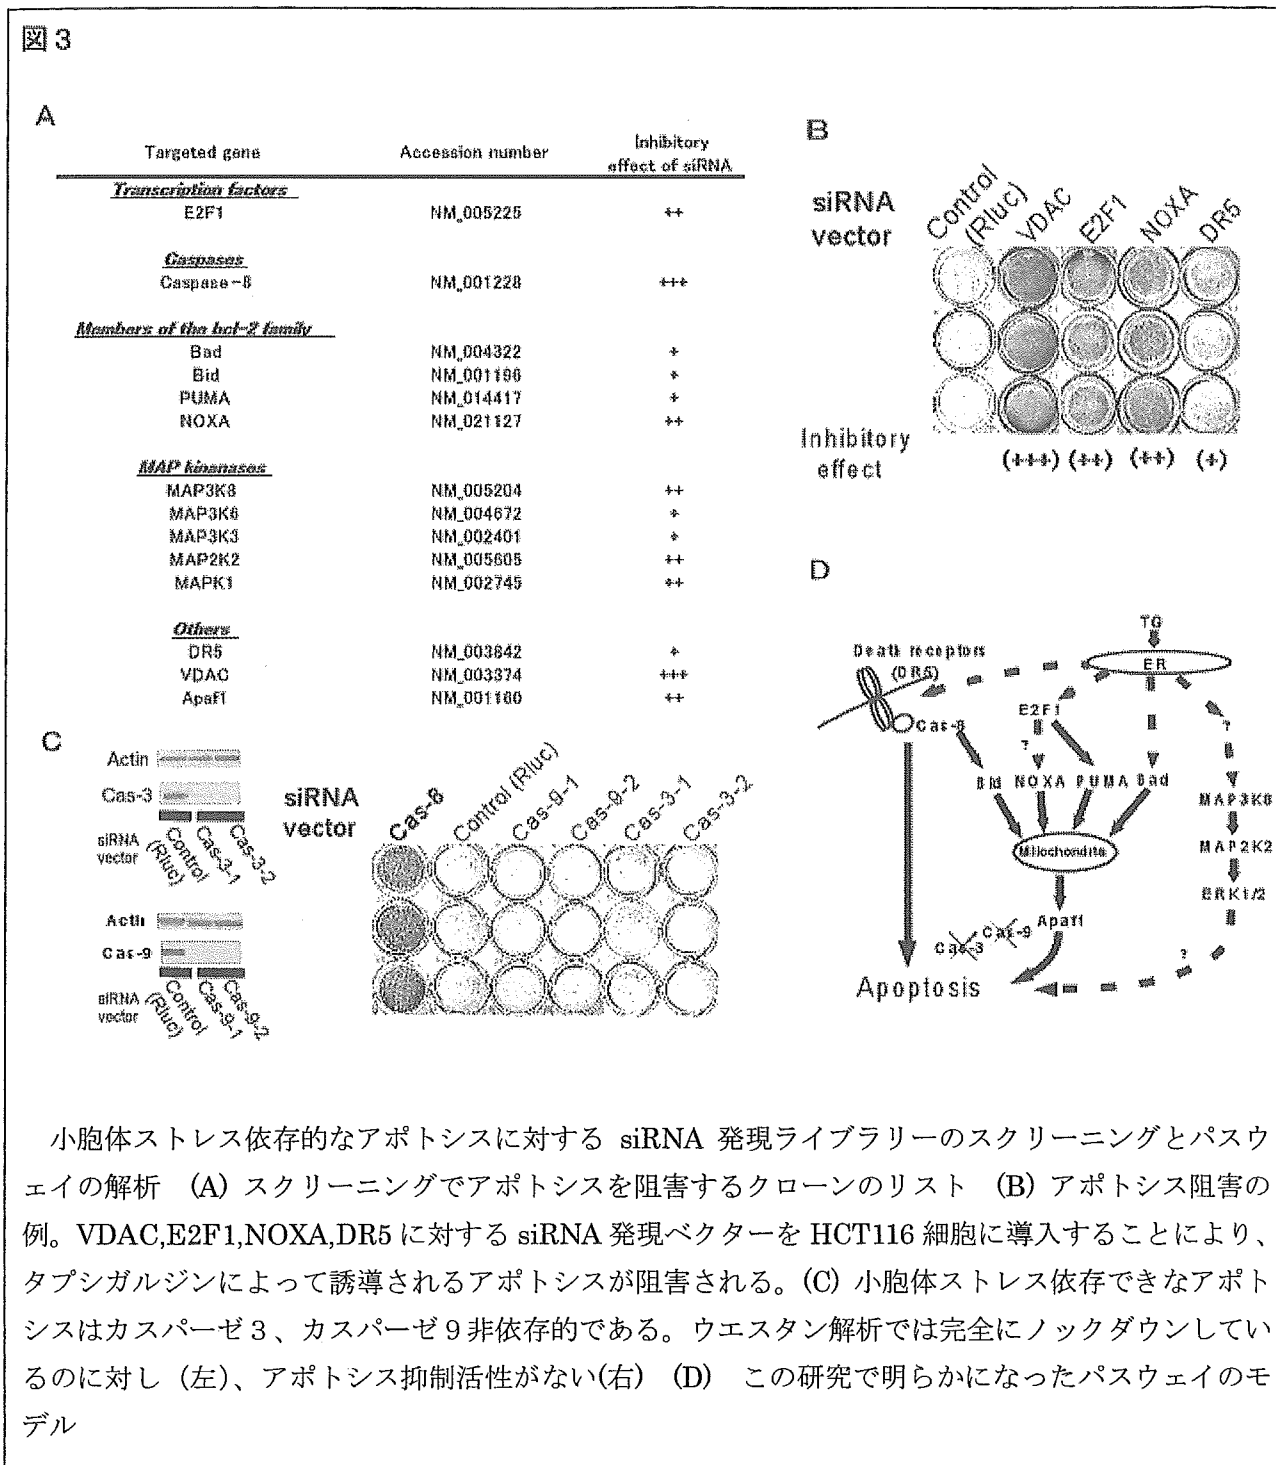 図３
A
Targeted gene Accession number Inhibitory effect of siRNA
Transcription factors
E2F1 NM_005225 ++
Caspases
Caspase-8 NM_001228 +++
Members of the bcl-2 family
Bad NM_004322 +
Bid NM_001196 +
PUMA NM_014417 +
NOXA NM_021127 ++
MAP kinanases
MAP3K8 NM_005204 ++
MAP3K6 NM_004672 +
MAP3K3 NM_002401 +
MAP2K2 NM_005605 ++
MAPK1 NM_002745 ++
Others
DR5 NM_003842 +
VDAC NM_003374 +++
Apaf1 NM_001160 ++
B
siRNA vector
Control (Rluc) VDAC E2F1 NOXA DR5
Inhibitory effect
(+++) (++) (++) (+)
C
Actin
Cas-3
siRNA vector
Control (Rluc) Cas-3-1 Cas-3-2
Actin
Cas-9
siRNA vector
Control (Rluc) Cas-9-1 Cas-9-2
siRNA vector
Cas-8 Control (Rluc) Cas-9-1 Cas-9-2 Cas-3-1 Cas-3-2
D
TG
ER
Death receptors
(DR5)
Cas-8
E2F1
?
?
Bid NOXA PUMA Bad
MAP3K8
Mitochondria
MAP2K2
ERK1/2
Apaf1
Cas-9
Cas-3
?
Apoptosis
小胞体ストレス依存的なアポトシスに対する siRNA 発現ライブラリーのスクリーニングとパスウ
ェイの解析 (A) スクリーニングでアポトシスを阻害するクローンのリスト (B) アポトシス阻害の
例。VDAC,E2F1,NOXA,DR5 に対する siRNA 発現ベクターを HCT116 細胞に導入することにより、
タプシガルジンによって誘導されるアポトシスが阻害される。(C) 小胞体ストレス依存できなアポト
シスはカスパーゼ３、カスパーゼ９非依存的である。ウエスタン解析では完全にノックダウンしてい
るのに対し（左)、アポトシス抑制活性がない(右) (D) この研究で明らかになったパスウェイのモ
デル